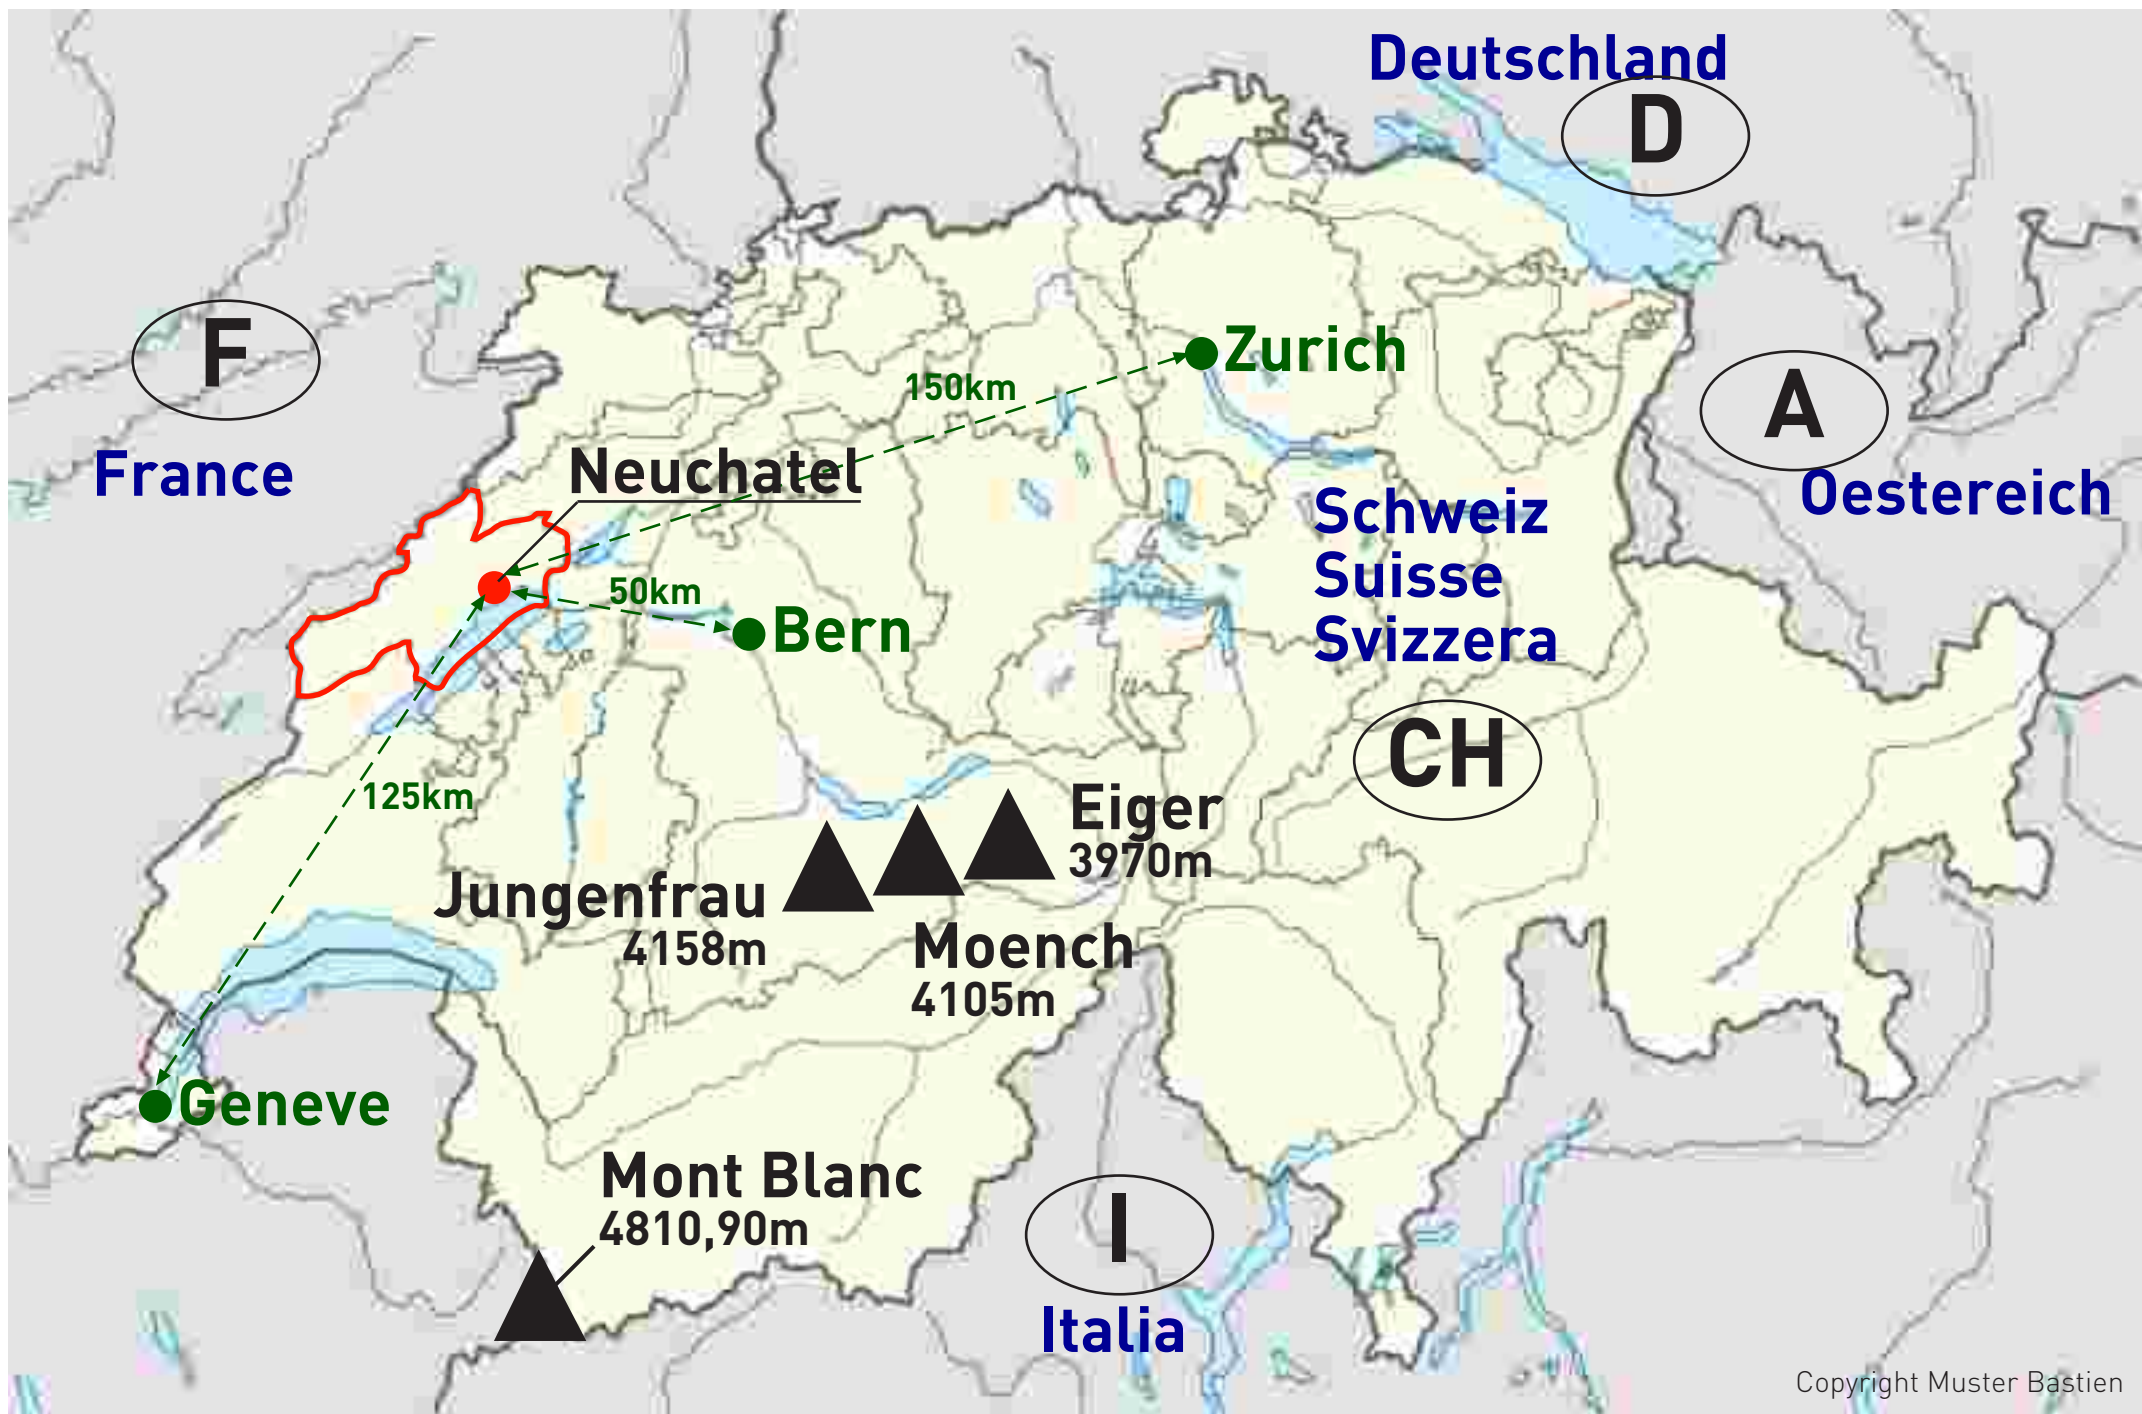 Deutschland
D
F
France
Zurich
150km
A
Oestereich
Neuchatel
Schweiz
Suisse
Svizzera
50km
Bern
CH
125km
Eiger
3970m
Jungenfrau
4158m
Moench
4105m
Geneve
Mont Blanc
4810,90m
I
Italia
Copyright Muster Bastien